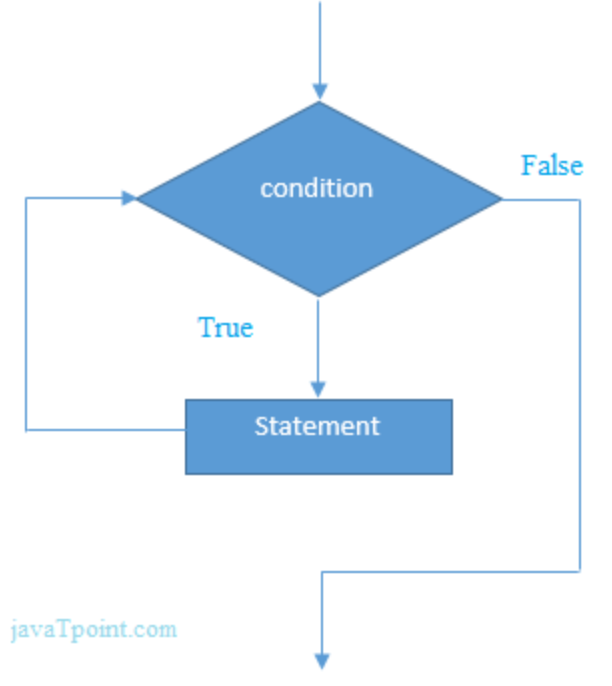 condition
False
True
Statement
javaTpoint.com